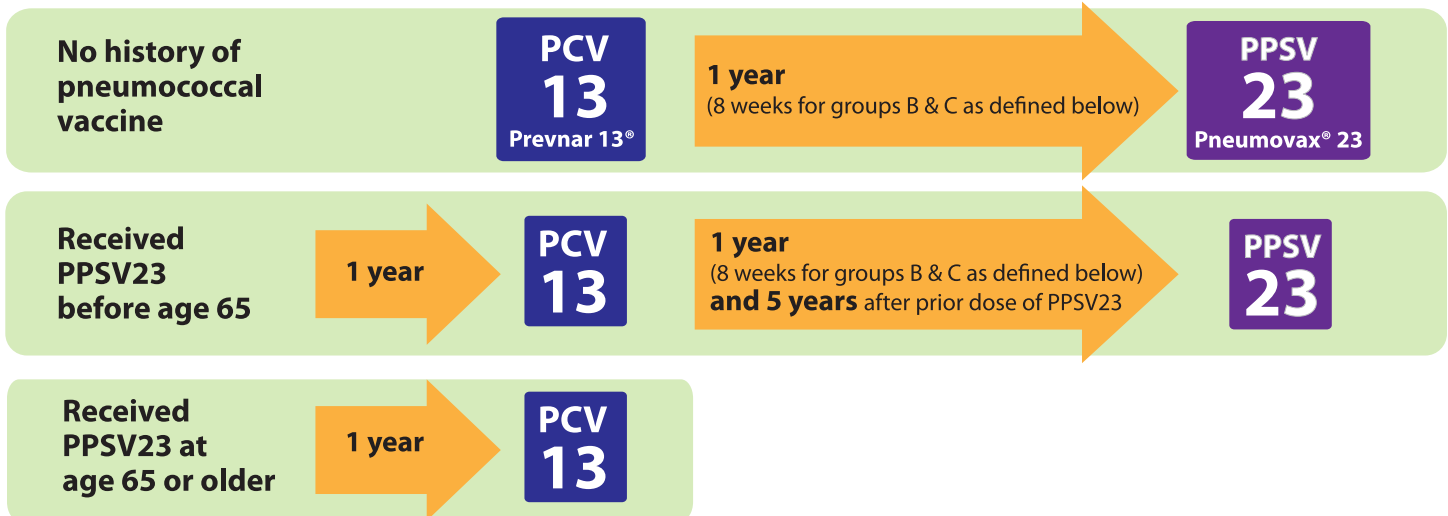 No history of
pneumococcal
vaccine
PCV
13
Prevnar 13®
1 year
(8 weeks for groups B & C as defined below)
PPSV
23
Pneumovax® 23
Received
PPSV23
before age 65
1 year
PCV
13
1 year
(8 weeks for groups B & C as defined below)
and 5 years after prior dose of PPSV23
PPSV
23
Received
PPSV23 at
age 65 or older
1 year
PCV
13